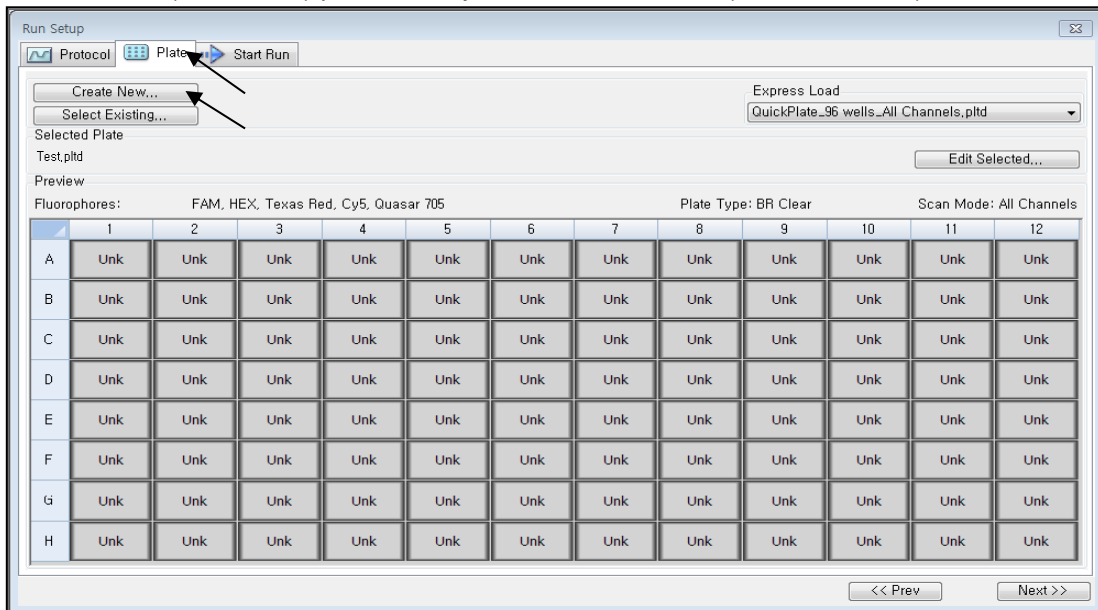 Run Setup
Protocol Plate Start Run
Create New... Express Load
Select Existing... QuickPlate_96 wells_All Channels.pltd
Selected Plate
Test.pltd Edit Selected...
Preview
Fluorophores: FAM, HEX, Texas Red, Cy5, Quasar 705 Plate Type: BR Clear Scan Mode: All Channels
1 2 3 4 5 6 7 8 9 10 11 12
A Unk Unk Unk Unk Unk Unk Unk Unk Unk Unk Unk Unk
B Unk Unk Unk Unk Unk Unk Unk Unk Unk Unk Unk Unk
C Unk Unk Unk Unk Unk Unk Unk Unk Unk Unk Unk Unk
D Unk Unk Unk Unk Unk Unk Unk Unk Unk Unk Unk Unk
E Unk Unk Unk Unk Unk Unk Unk Unk Unk Unk Unk Unk
F Unk Unk Unk Unk Unk Unk Unk Unk Unk Unk Unk Unk
G Unk Unk Unk Unk Unk Unk Unk Unk Unk Unk Unk Unk
H Unk Unk Unk Unk Unk Unk Unk Unk Unk Unk Unk Unk
<< Prev Next >>